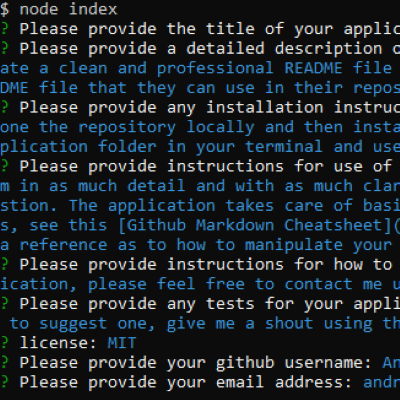 $ node index
? Please provide the title of your applic
? Please provide a detailed description o
ate a clean and professional README file
DME file that they can use in their repos
? Please provide any installation instruc
one the repository locally and then insta
plication folder in your terminal and use
? Please provide instructions for use of
m in as much detail and with as much clar
stion. The application takes care of basi
s, see this [Github Markdown Cheatsheet](
a reference as to how to manipulate your
? Please provide instructions for how to
ication, please feel free to contact me u
? Please provide any tests for your appli
to suggest one, give me a shout using th
? license: MIT
? Please provide your github username: An
? Please provide your email address: andr